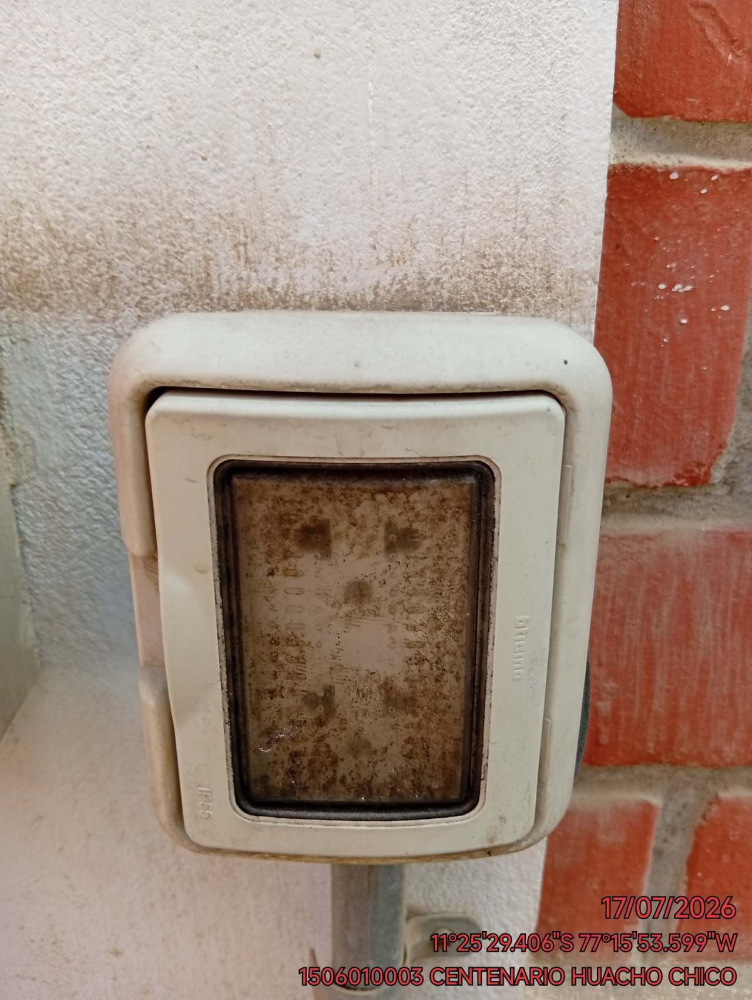 bticino
IP55
17/07/2026
11°25'29.406"S 77°15'53.599"W
1506010003 CENTENARIO HUACHO CHICO